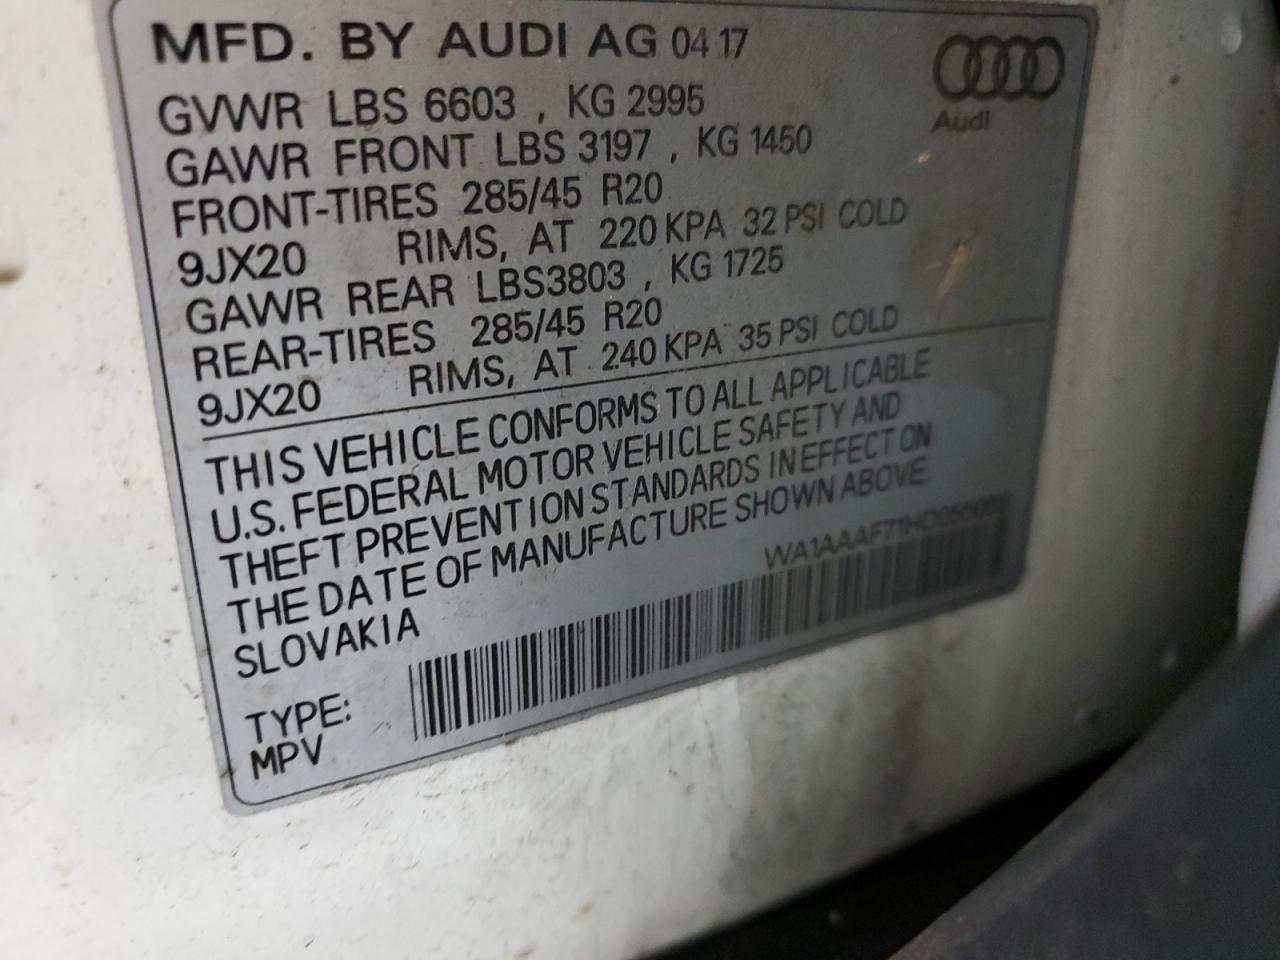 MFD. BY AUDI AG 04 17
Audi
GVWR LBS 6603 , KG 2995
GAWR FRONT LBS 3197 , KG 1450
FRONT-TIRES 285/45 R20
9JX20 RIMS, AT 220 KPA 32 PSI COLD
GAWR REAR LBS3803 , KG 1725
REAR-TIRES 285/45 R20
9JX20 RIMS, AT 240 KPA 35 PSI COLD
THIS VEHICLE CONFORMS TO ALL APPLICABLE
U.S. FEDERAL MOTOR VEHICLE SAFETY AND
THEFT PREVENTION STANDARDS IN EFFECT ON
THE DATE OF MANUFACTURE SHOWN ABOVE
SLOVAKIA
TYPE:
MPV